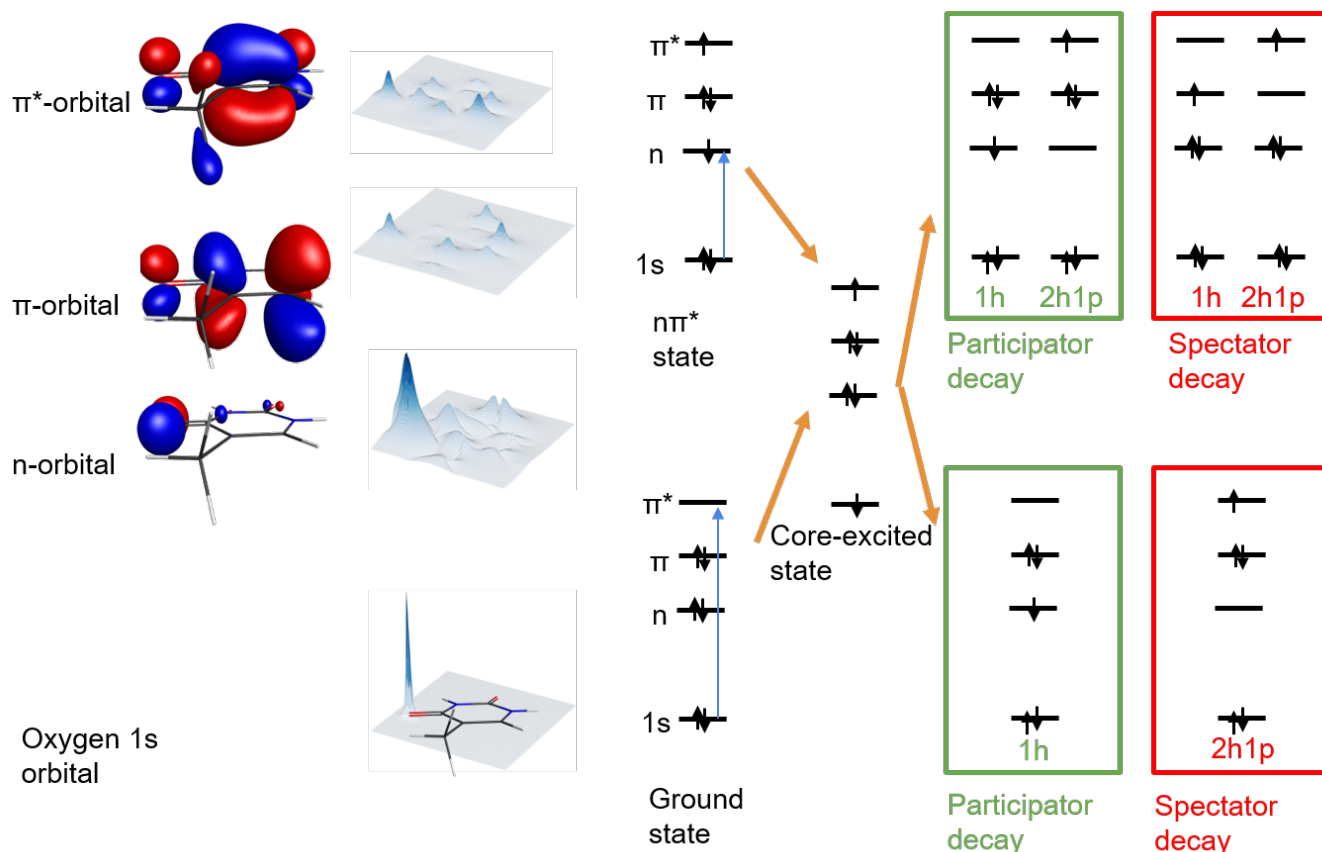 π*-orbital
π-orbital
n-orbital
Oxygen 1s
orbital
π*
π
n
1s
nπ*
state
π*
π
n
1s
Ground
state
Core-excited
state
1h 2h1p
Participator
decay
1h 2h1p
Spectator
decay
1h
Participator
decay
2h1p
Spectator
decay